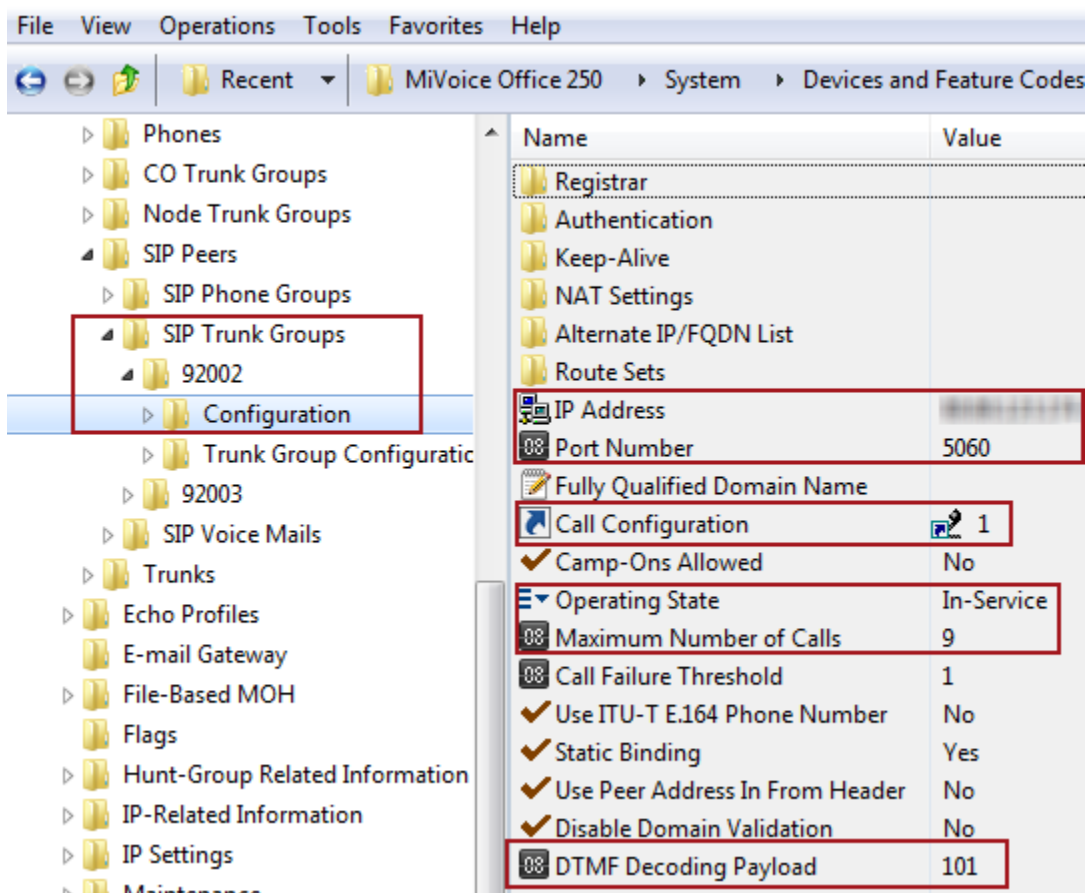 File View Operations Tools Favorites Help
Recent MiVoice Office 250 System Devices and Feature Codes
Phones
CO Trunk Groups
Node Trunk Groups
SIP Peers
SIP Phone Groups
SIP Trunk Groups
92002
Configuration
Trunk Group Configuratic
92003
SIP Voice Mails
Trunks
Echo Profiles
E-mail Gateway
File-Based MOH
Flags
Hunt-Group Related Information
IP-Related Information
IP Settings
Maintenance
Name Value
Registrar
Authentication
Keep-Alive
NAT Settings
Alternate IP/FQDN List
Route Sets
IP Address
Port Number 5060
Fully Qualified Domain Name
Call Configuration 1
Camp-Ons Allowed No
Operating State In-Service
Maximum Number of Calls 9
Call Failure Threshold 1
Use ITU-T E.164 Phone Number No
Static Binding Yes
Use Peer Address In From Header No
Disable Domain Validation No
DTMF Decoding Payload 101